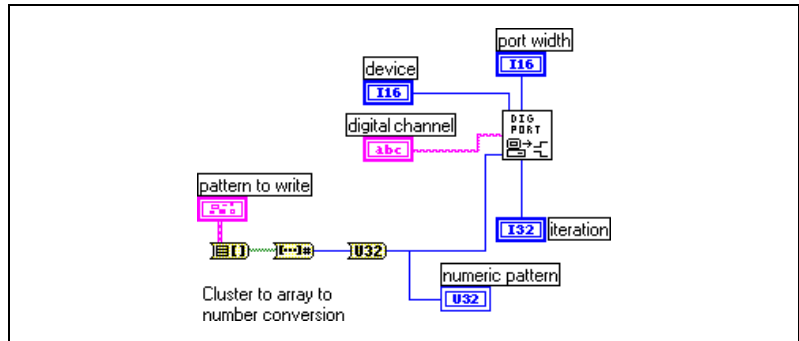 port width
I16
device
I16
DIG
PORT
digital channel
abc
pattern to write
[]
[...]#
U32
I32
iteration
numeric pattern
U32
Cluster to array to
number conversion